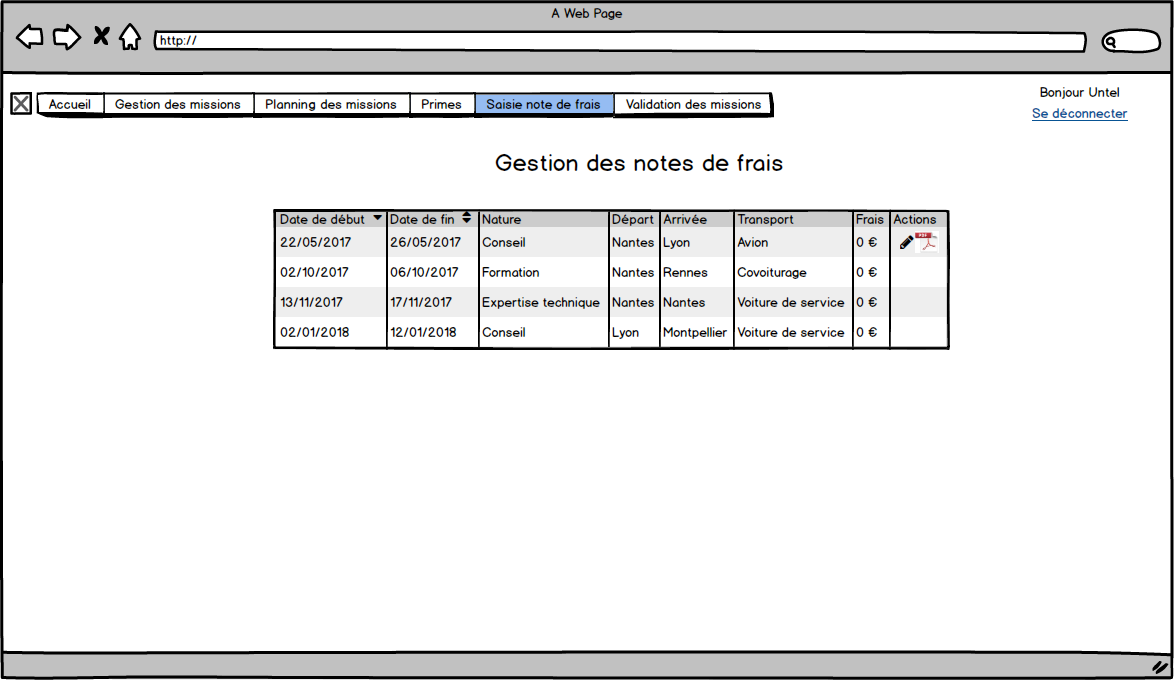 A Web Page
http://
Accueil Gestion des missions Planning des missions Primes Saisie note de frais Validation des missions
Bonjour Untel
Se déconnecter
Gestion des notes de frais
Date de début Date de fin Nature Départ Arrivée Transport Frais Actions
22/05/2017 26/05/2017 Conseil Nantes Lyon Avion 0 € PDF
02/10/2017 06/10/2017 Formation Nantes Rennes Covoiturage 0 €
13/11/2017 17/11/2017 Expertise technique Nantes Nantes Voiture de service 0 €
02/01/2018 12/01/2018 Conseil Lyon Montpellier Voiture de service 0 €